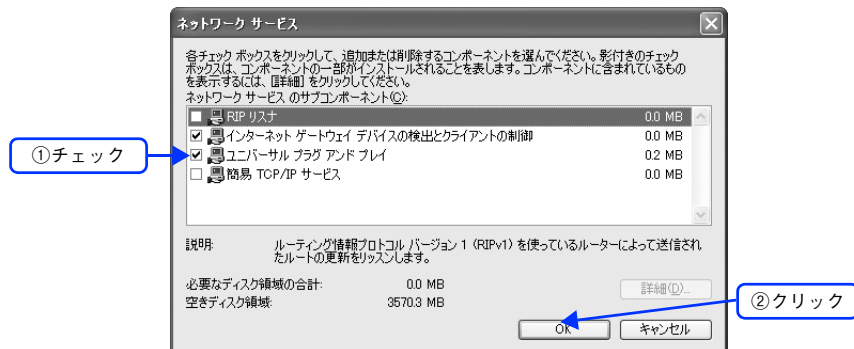 ネットワーク サービス
各チェック ボックスをクリックして、追加または削除するコンポーネントを選んでください。影付きのチェック
ボックスは、コンポーネントの一部がインストールされることを表します。コンポーネントに含まれているもの
を表示するには、[詳細] をクリックしてください。
ネットワーク サービス のサブコンポーネント(C):
RIP リスナ 0.0 MB
インターネット ゲートウェイ デバイスの検出とクライアントの制御 0.0 MB
①チェック
ユニバーサル プラグ アンド プレイ 0.2 MB
簡易 TCP/IP サービス 0.0 MB
説明: ルーティング情報プロトコル バージョン 1 (RIPv1) を使っているルーターによって送信され
たルートの更新をリッスンします。
必要なディスク領域の合計: 0.0 MB
詳細(D)...
空きディスク領域: 3570.3 MB
②クリック
OK キャンセル